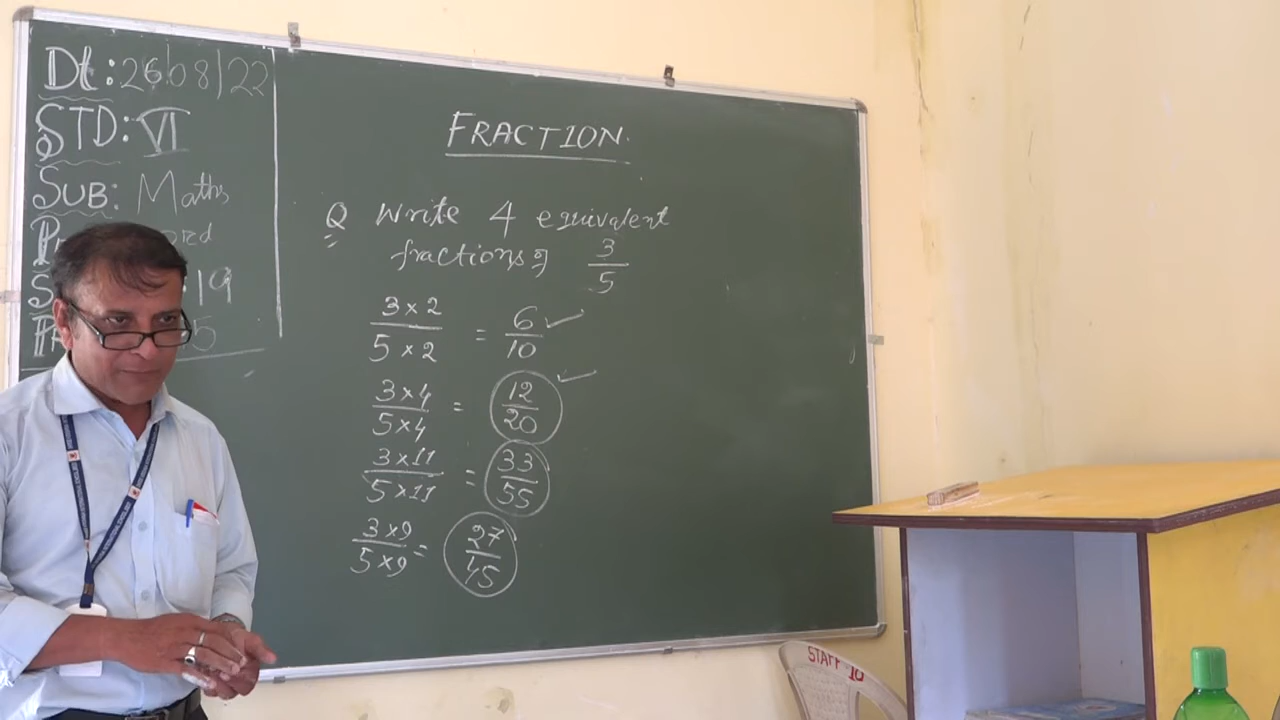 Dt: 26/08/22
STD: VI
SUB: Maths
19
FRACTION.
Q Write 4 equivalent
fractions of 3/5
3 × 2 / 5 × 2 = 6/10 ✓
3 × 4 / 5 × 4 = 12/20 ✓
3 × 11 / 5 × 11 = 33/55
3 × 9 / 5 × 9 = 27/45
STAFF-10